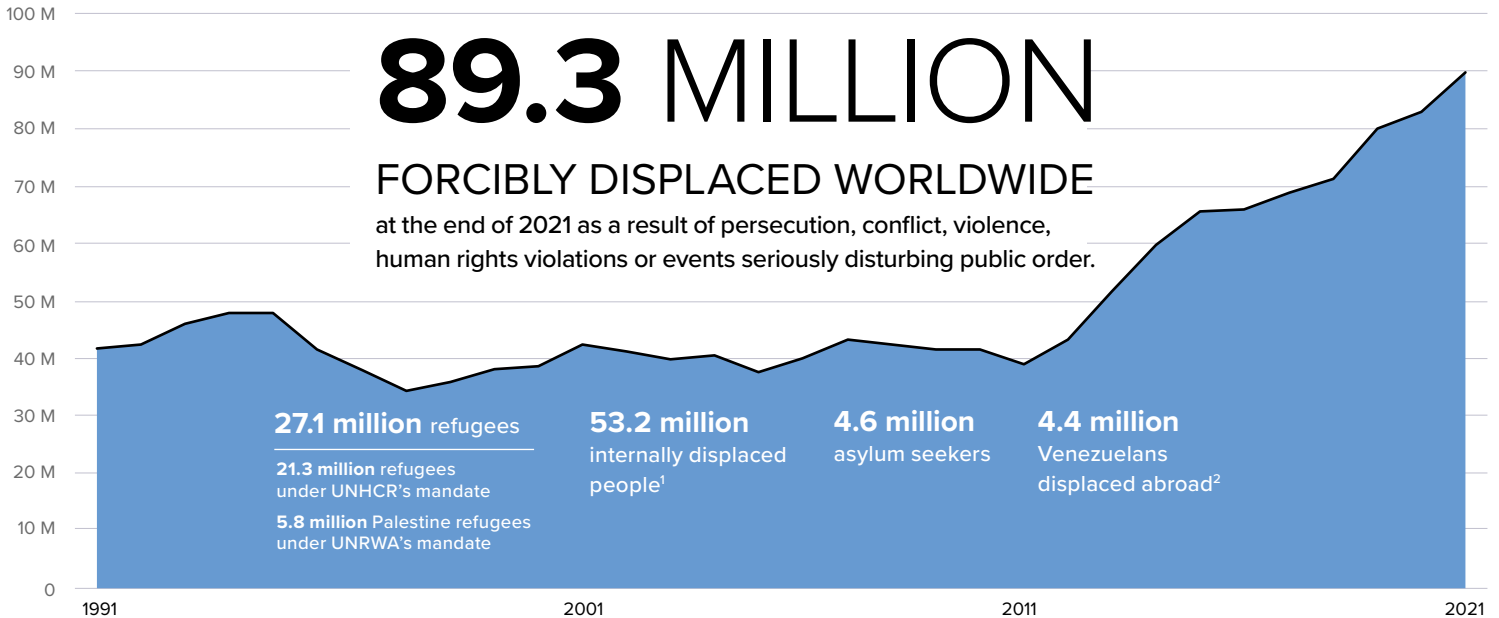 100 M
90 M
80 M
70 M
60 M
50 M
40 M
30 M
20 M
10 M
0
89.3 MILLION
FORCIBLY DISPLACED WORLDWIDE
at the end of 2021 as a result of persecution, conflict, violence,
human rights violations or events seriously disturbing public order.
27.1 million refugees
21.3 million refugees
under UNHCR’s mandate
5.8 million Palestine refugees
under UNRWA’s mandate
53.2 million
internally displaced
people¹
4.6 million
asylum seekers
4.4 million
Venezuelans
displaced abroad²
1991
2001
2011
2021